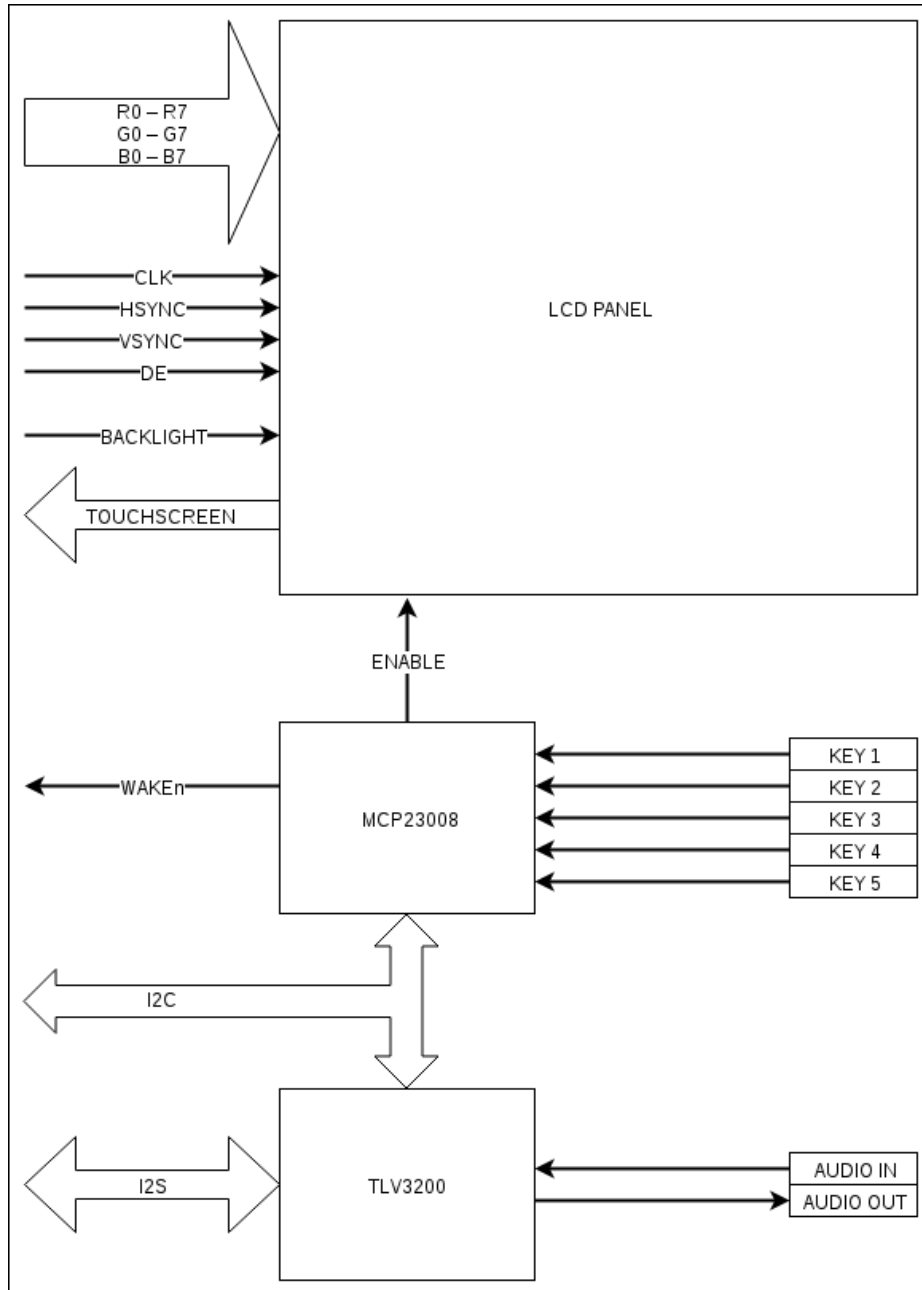 R0 – R7
G0 – G7
B0 – B7
CLK
HSYNC
LCD PANEL
VSYNC
DE
BACKLIGHT
TOUCHSCREEN
ENABLE
KEY 1
WAKEn
KEY 2
MCP23008
KEY 3
KEY 4
KEY 5
I2C
AUDIO IN
I2S
TLV3200
AUDIO OUT